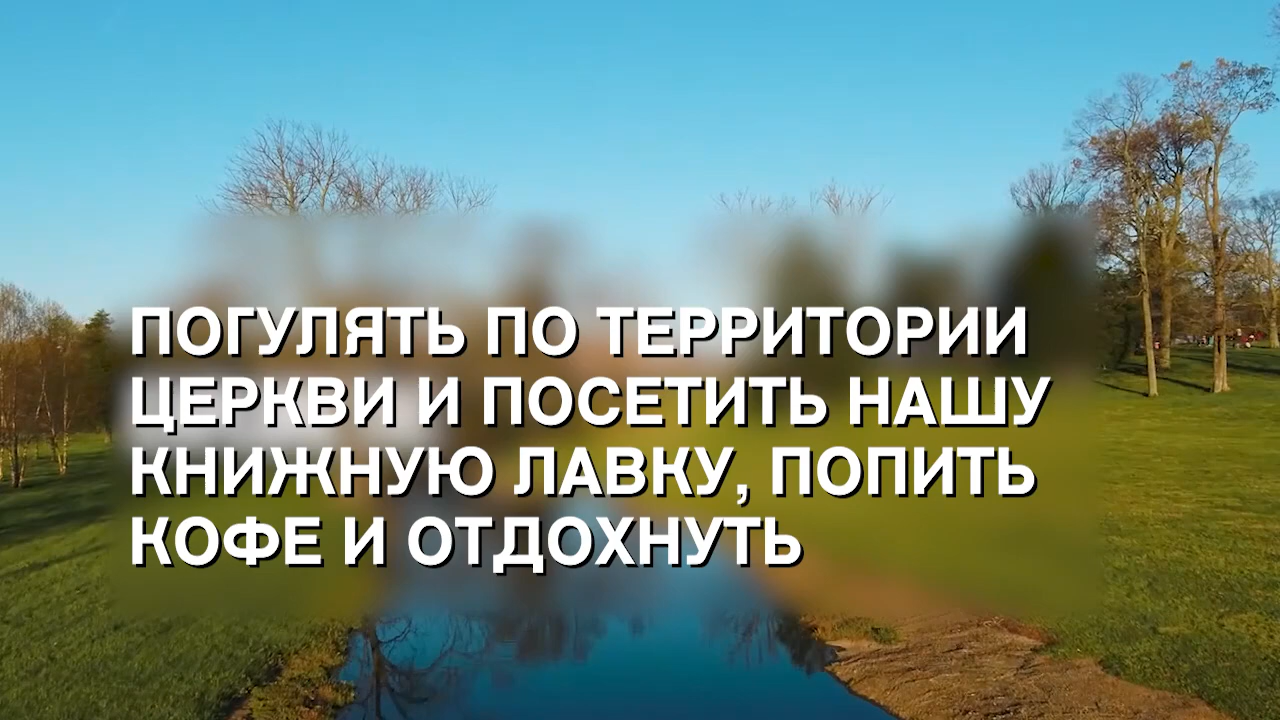 ПОГУЛЯТЬ ПО ТЕРРИТОРИИ
ЦЕРКВИ И ПОСЕТИТЬ НАШУ
КНИЖНУЮ ЛАВКУ, ПОПИТЬ
КОФЕ И ОТДОХНУТЬ